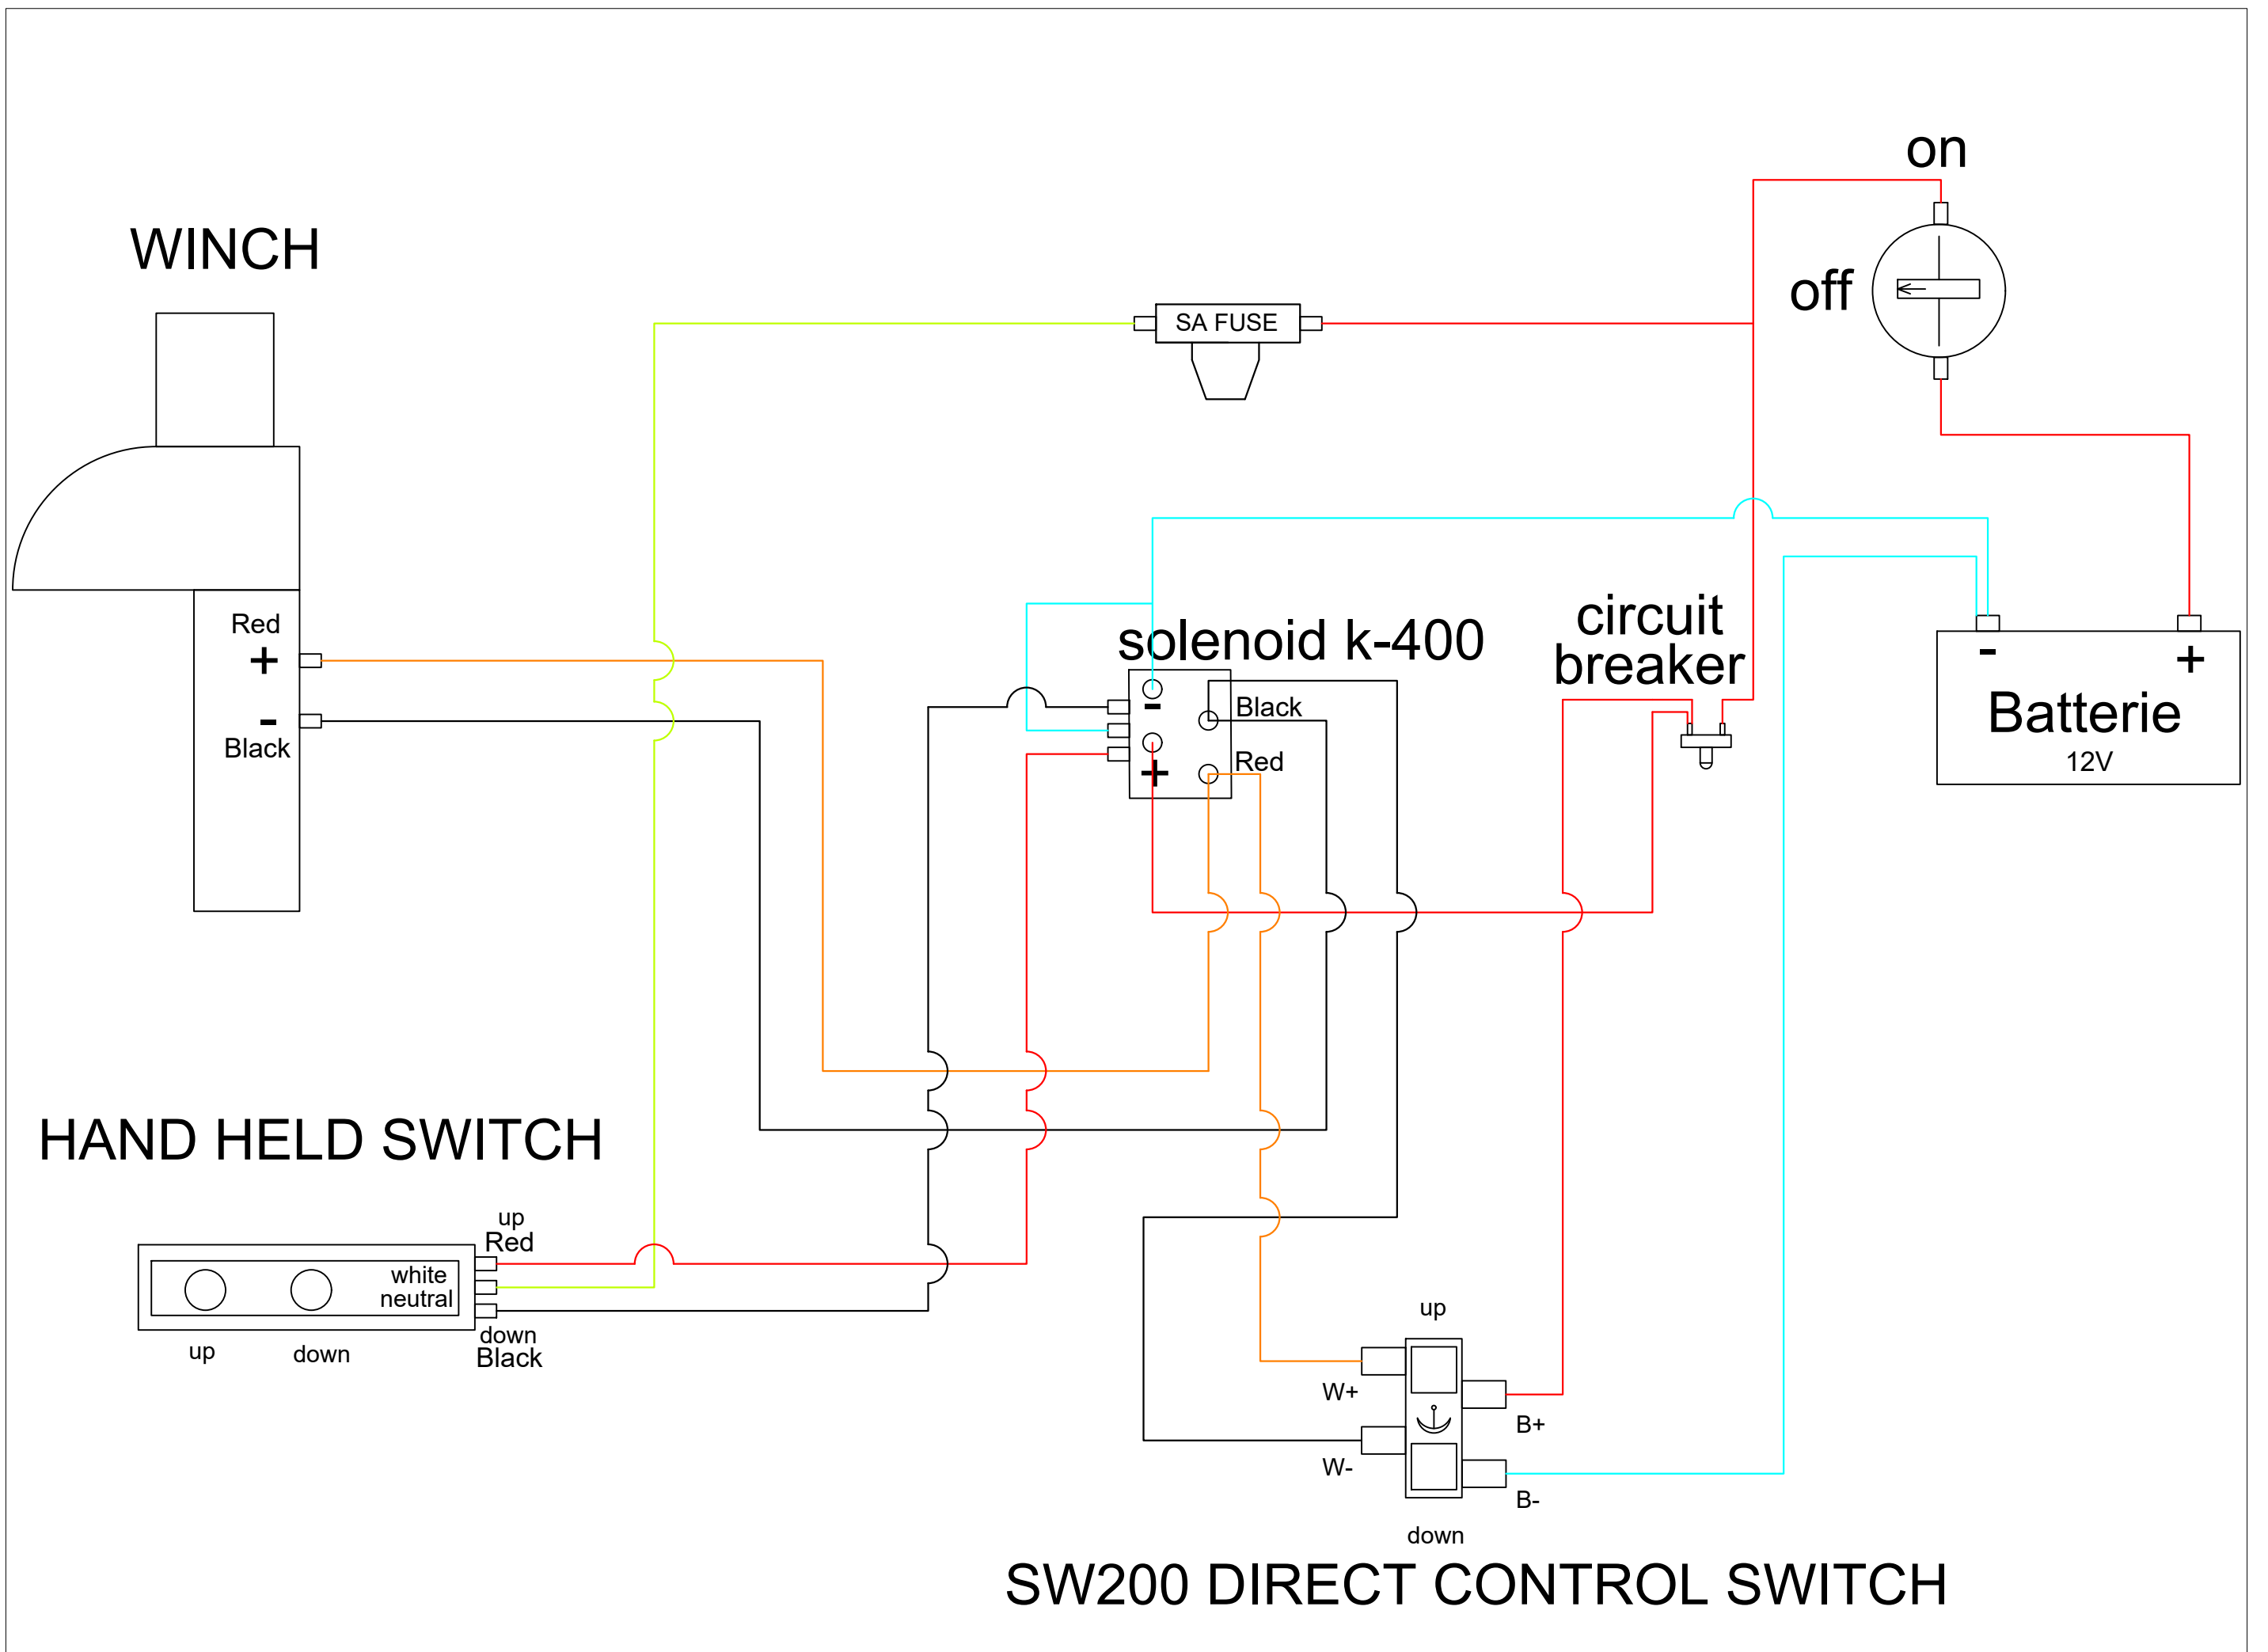 on
WINCH
off
SA FUSE
Red
+
-
Black
solenoid k-400
-
Black
+
Red
circuit
breaker
-
+
Batterie
12V
HAND HELD SWITCH
up
Red
white
neutral
down
Black
up
down
up
W+
B+
W-
B-
down
SW200 DIRECT CONTROL SWITCH